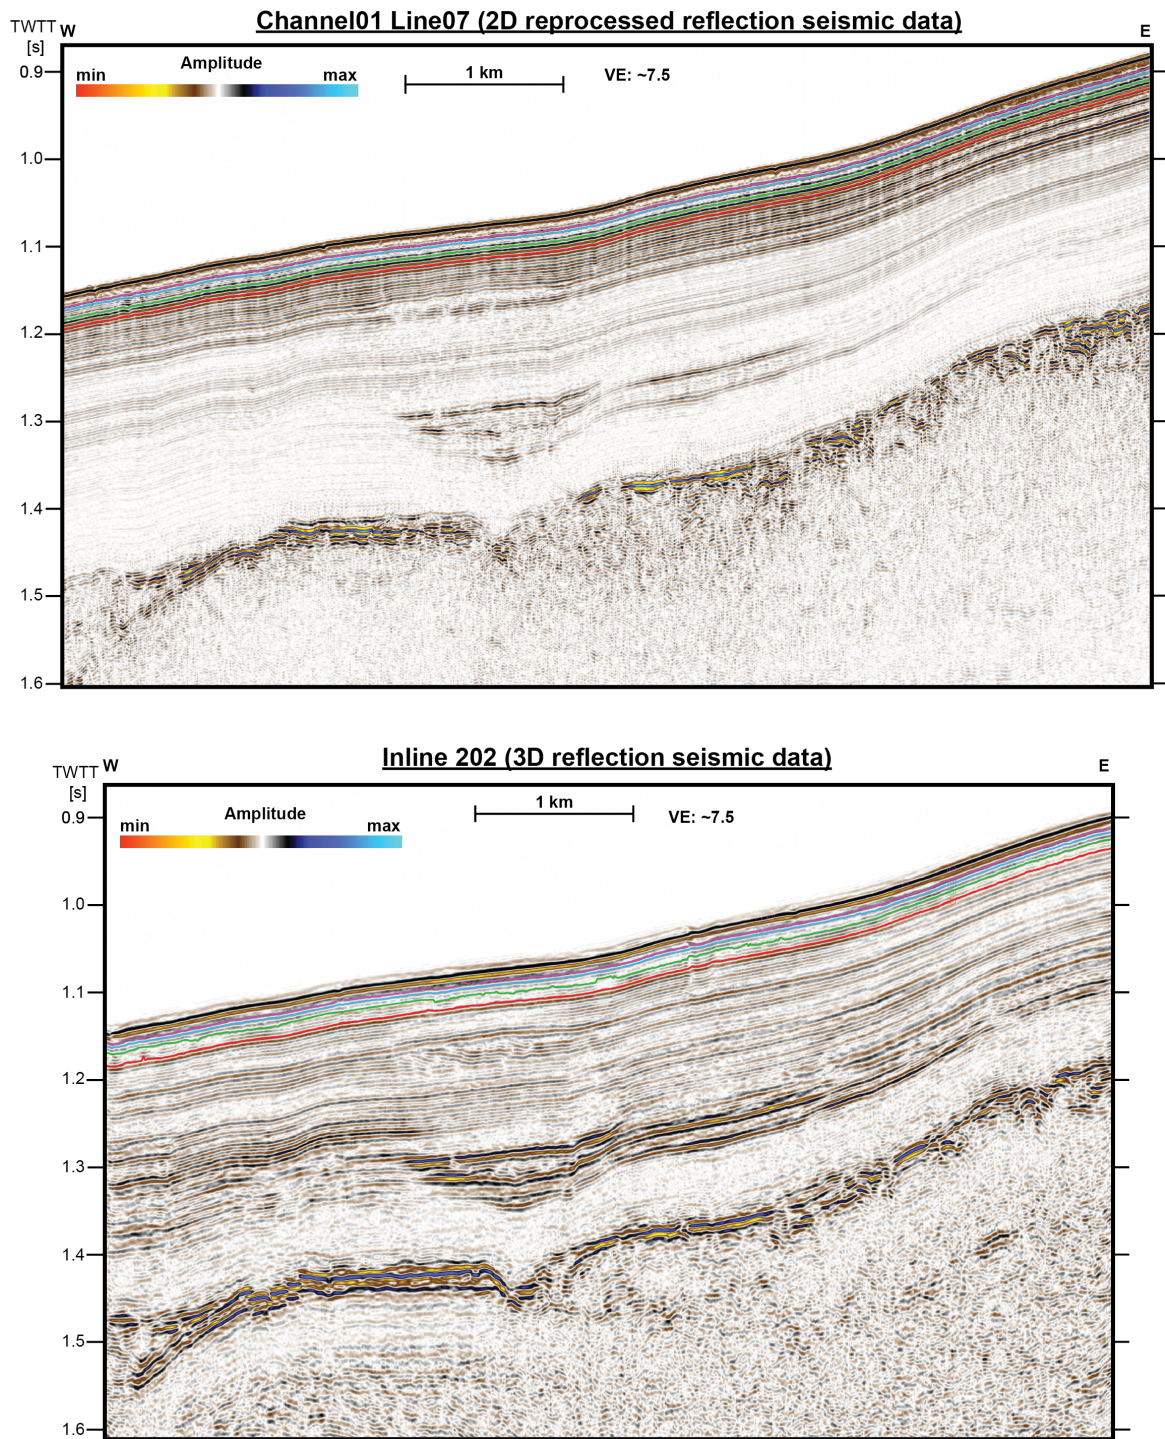 Channel01 Line07 (2D reprocessed reflection seismic data)
TWTT W E
[s]
Amplitude
min max
1 km
VE: ~7.5
0.9
1.0
1.1
1.2
1.3
1.4
1.5
1.6
Inline 202 (3D reflection seismic data)
TWTT W E
[s]
Amplitude
min max
1 km
VE: ~7.5
0.9
1.0
1.1
1.2
1.3
1.4
1.5
1.6